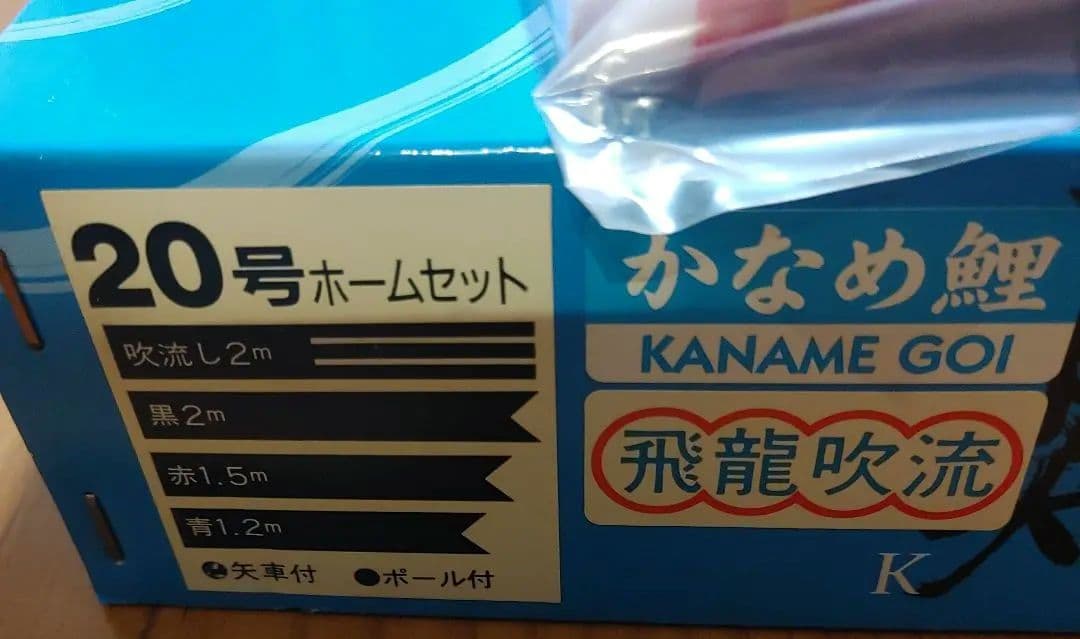 20号ホームセット
吹流し2m
黒2m
赤1.5m
青1.2m
矢車付 ●ポール付
かなめ鯉
KANAME GOI
飛龍吹流
K